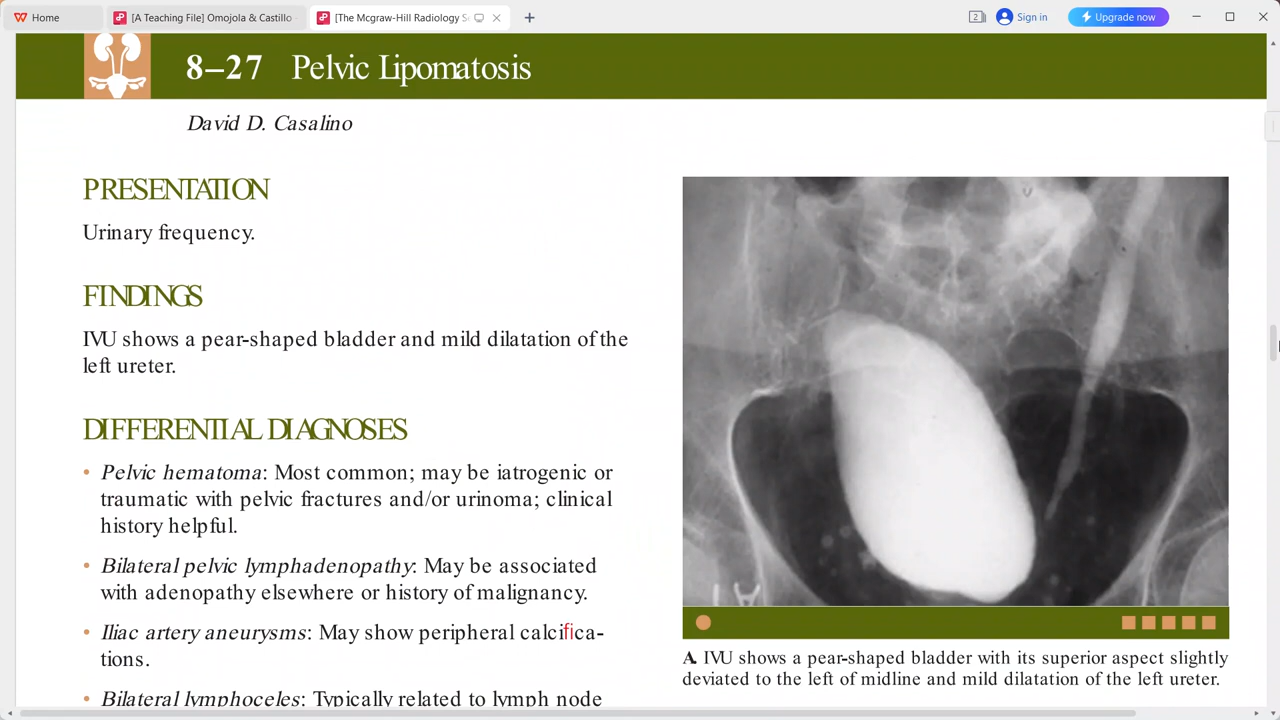 Home
[A Teaching File] Omojola & Castillo
[The Mcgraw-Hill Radiology S
2
Sign in
Upgrade now
8–27 Pelvic Lipomatosis
David D. Casalino
PRESENTATION
Urinary frequency.
FINDINGS
IVU shows a pear-shaped bladder and mild dilatation of the
left ureter.
DIFFERENTIAL DIAGNOSES
• Pelvic hematoma: Most common; may be iatrogenic or
traumatic with pelvic fractures and/or urinoma; clinical
history helpful.
• Bilateral pelvic lymphadenopathy: May be associated
with adenopathy elsewhere or history of malignancy.
• Iliac artery aneurysms: May show peripheral calcifica-
tions.
• Bilateral lymphoceles: Typically related to lymph node
A. IVU shows a pear-shaped bladder with its superior aspect slightly
deviated to the left of midline and mild dilatation of the left ureter.